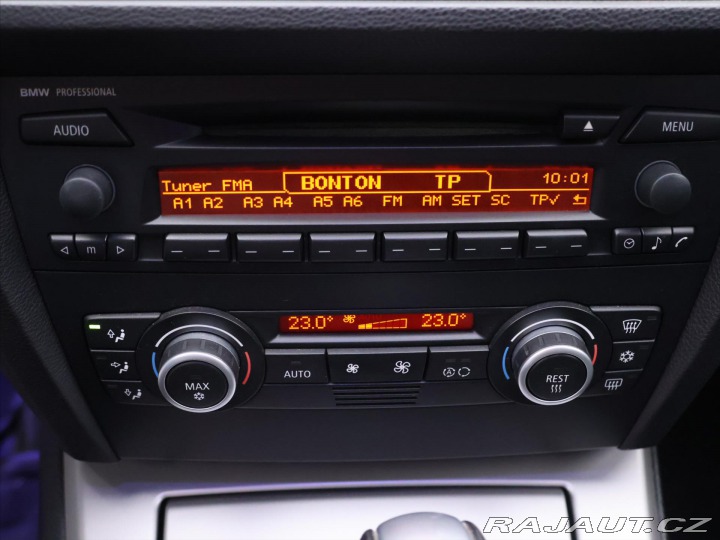 BMW PROFESSIONAL
AUDIO
MENU
Tuner FMA BONTON TP 10:01
A1 A2 A3 A4 A5 A6 FM AM SET SC TP✓
m
23.0° 23.0°
MAX
AUTO
A
REST
RAJAUT.CZ